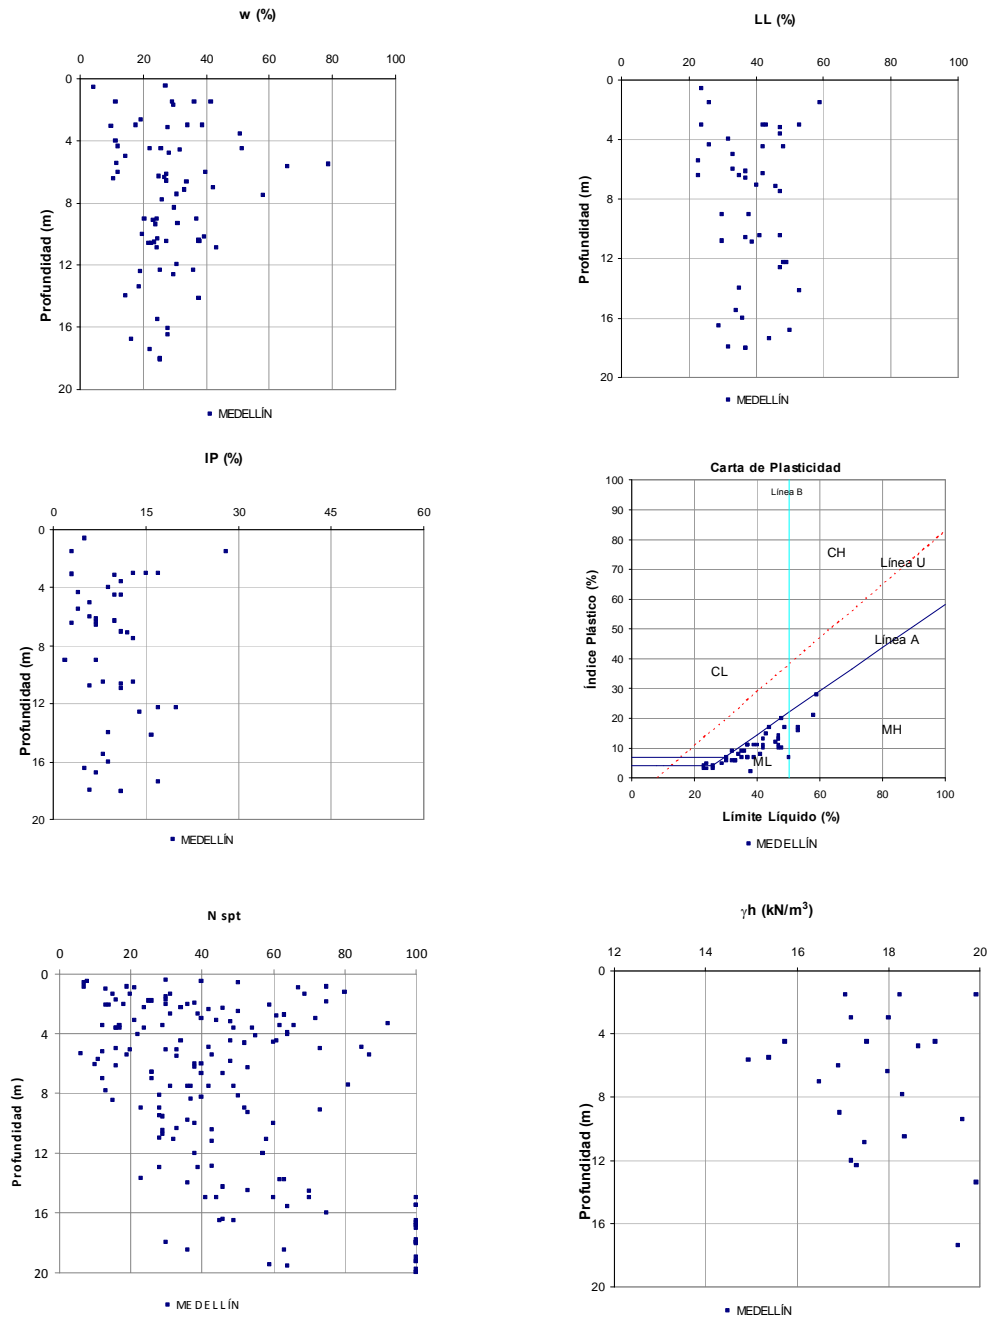 w (%)
0 20 40 60 80 100
0
4
8
12
16
20
Profundidad (m)
MEDELLÍN
LL (%)
0 20 40 60 80 100
0
4
8
12
16
20
Profundidad (m)
MEDELLÍN
IP (%)
0 15 30 45 60
0
4
8
12
16
20
Profundidad (m)
MEDELLÍN
Carta de Plasticidad
100
90
80
70
60
50
40
30
20
10
0
Índice Plástico (%)
Línea B
CH
Línea U
Línea A
CL
MH
ML
0 20 40 60 80 100
Límite Líquido (%)
MEDELLÍN
N spt
0 20 40 60 80 100
0
4
8
12
16
20
Profundidad (m)
MEDELLÍN
γh (kN/m³)
12 14 16 18 20
0
4
8
12
16
20
Profundidad (m)
MEDELLÍN